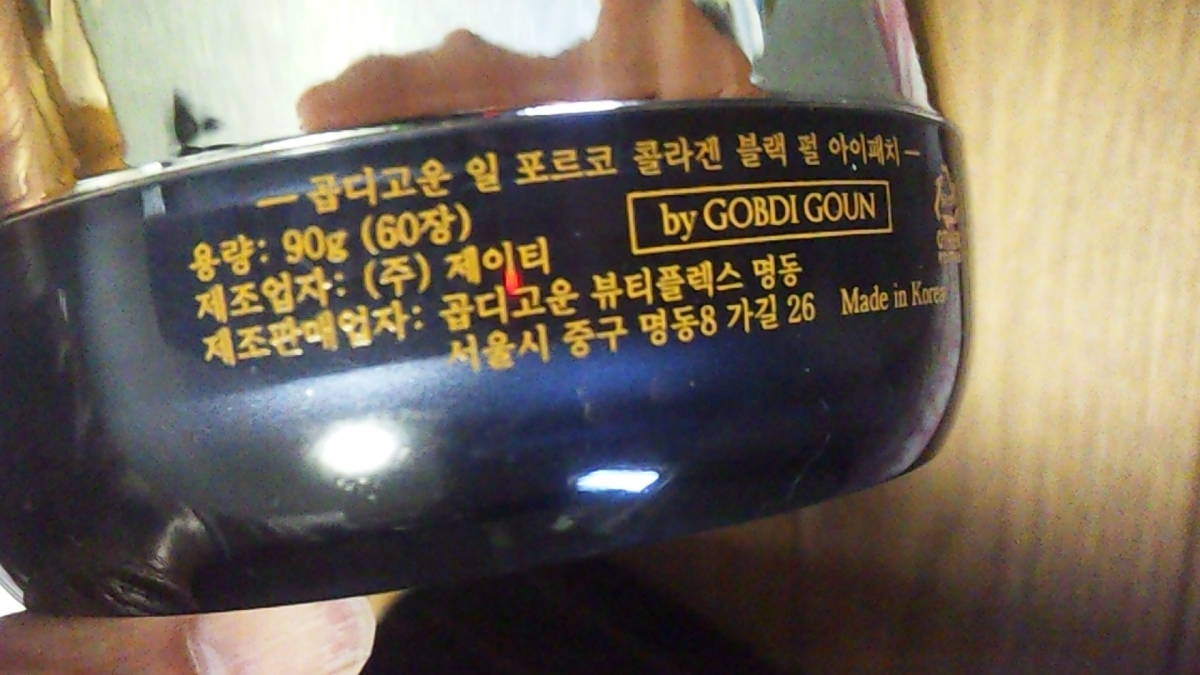 — 곱디고운 일 포르코 콜라겐 블랙 펄 아이패치 —
용량: 90g (60장)
by GOBDI GOUN
제조업자: (주) 제이티
제조판매업자: 곱디고운 뷰티플렉스 명동
서울시 중구 명동8 가길 26
Made in Korea